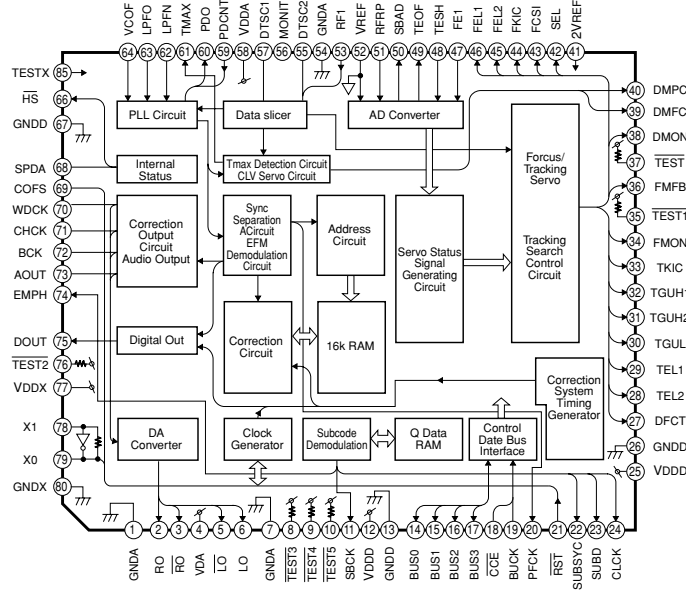 VCOF LPFO LPFN TMAX PDO PDCNT VDDA DTSC1 MONIT DTSC2 GNDA RF1 VREF RFRP SBAD TEOF TESH FE1 FEL1 FEL2 FKIC FCSI SEL 2VREF
64 63 62 61 60 59 58 57 56 55 54 53 52 51 50 49 48 47 46 45 44 43 42 41
TESTX 85
HS 66
GNDD 67
SPDA 68
COFS 69
WDCK 70
CHCK 71
BCK 72
AOUT 73
EMPH 74
DOUT 75
TEST2 76
VDDX 77
X1 78
X0 79
GNDX 80
PLL Circuit
Data slicer
AD Converter
Internal
Status
Tmax Detection Circuit
CLV Servo Circuit
Focus/
Tracking
Servo
Tracking
Search
Control
Circuit
Correction
Output
Circuit
Audio Output
Sync
Separation
ACircuit
EFM
Demodulation
Circuit
Address
Circuit
Servo Status
Signal
Generating
Circuit
Digital Out
Correction
Circuit
16k RAM
Correction
System
Timing
Generator
DA
Converter
Clock
Generator
Subcode
Demodulation
Q Data
RAM
Control
Date Bus
Interface
40 DMPC
39 DMFC
38 DMON
37 TEST
36 FMFB
35 TEST1
34 FMON
33 TKIC
32 TGUH1
31 TGUH2
30 TGUL
29 TEL1
28 TEL2
27 DFCT
26 GNDD
25 VDDD
1 2 3 4 5 6 7 8 9 10 11 12 13 14 15 16 17 18 19 20 21 22 23 24
GNDA RO RO VDA LO LO GNDA TEST3 TEST4 TEST5 SBCK VDDD GNDD BUS0 BUS1 BUS2 BUS3 CCE BUCK PFCK RST SUBSYC SUBD CLCK